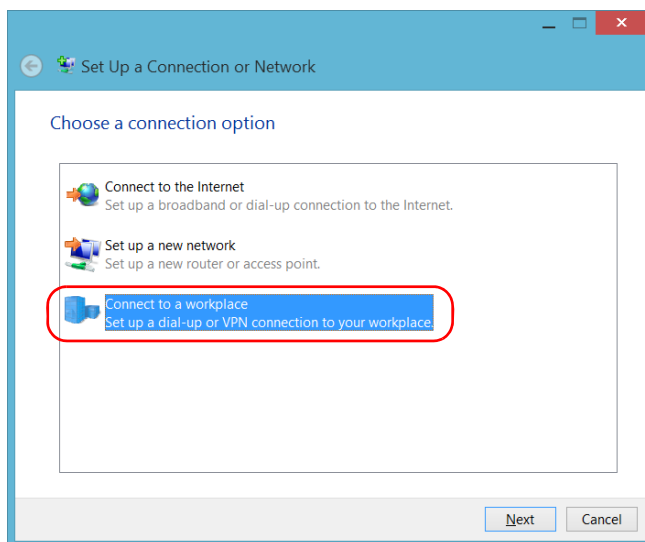 Set Up a Connection or Network
Choose a connection option
Connect to the Internet
Set up a broadband or dial-up connection to the Internet.
Set up a new network
Set up a new router or access point.
Connect to a workplace
Set up a dial-up or VPN connection to your workplace.
Next
Cancel